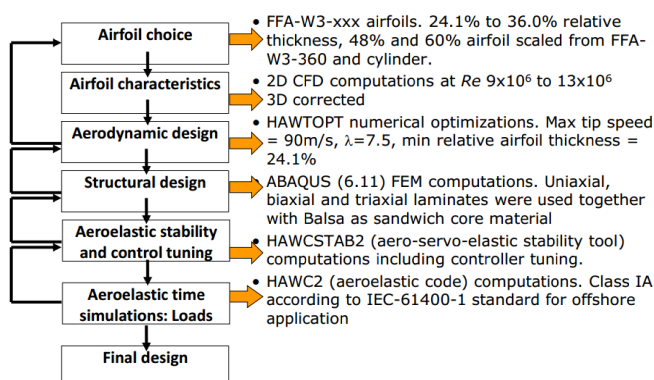 Airfoil choice
• FFA-W3-xxx airfoils. 24.1% to 36.0% relative
thickness, 48% and 60% airfoil scaled from FFA-
W3-360 and cylinder.
Airfoil characteristics
• 2D CFD computations at Re 9x10⁶ to 13x10⁶
3D corrected
Aerodynamic design
• HAWTOPT numerical optimizations. Max tip speed
= 90m/s, λ=7.5, min relative airfoil thickness =
24.1%
Structural design
• ABAQUS (6.11) FEM computations. Uniaxial,
biaxial and triaxial laminates were used together
with Balsa as sandwich core material
Aeroelastic stability
and control tuning
• HAWCSTAB2 (aero-servo-elastic stability tool)
computations including controller tuning.
Aeroelastic time
simulations: Loads
• HAWC2 (aeroelastic code) computations. Class IA
according to IEC-61400-1 standard for offshore
application
Final design